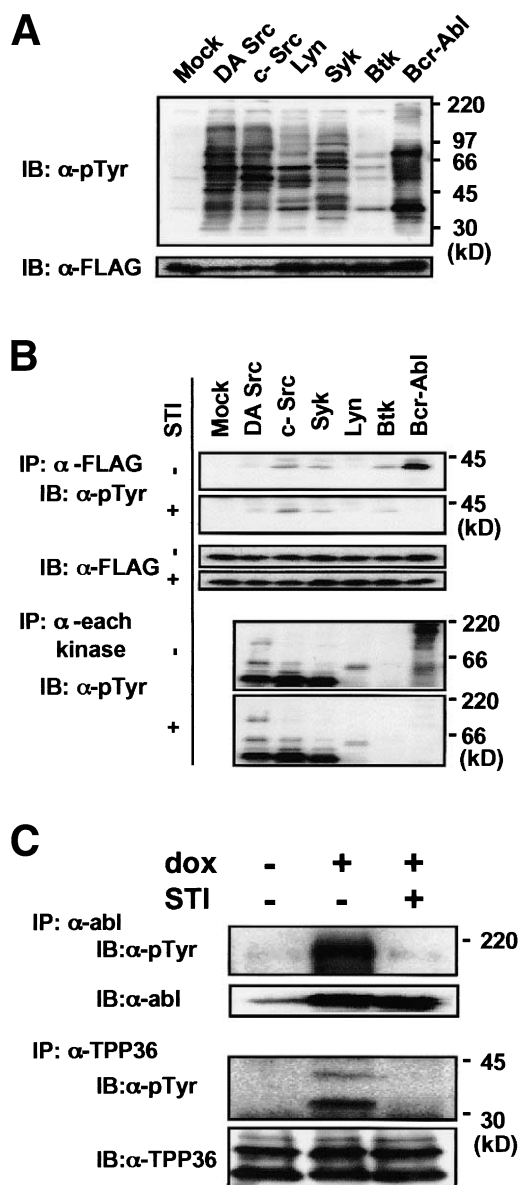 A
Mock DA Src c- Src Lyn Syk Btk Bcr-Abl
IB: α-pTyr
220
97
66
45
30
(kD)
IB: α-FLAG
B
STI Mock DA Src c- Src Syk Lyn Btk Bcr-Abl
IP: α -FLAG - 45
IB: α-pTyr
+ 45
(kD)
-
IB: α-FLAG
+
IP: α -each
kinase
220
- 66
IB: α-pTyr
220
+ 66
(kD)
C
dox - + +
STI - - +
IP: α-abl
IB:α-pTyr 220
IB:α-abl
IP: α-TPP36
45
IB:α-pTyr
30
(kD)
IB:α-TPP36